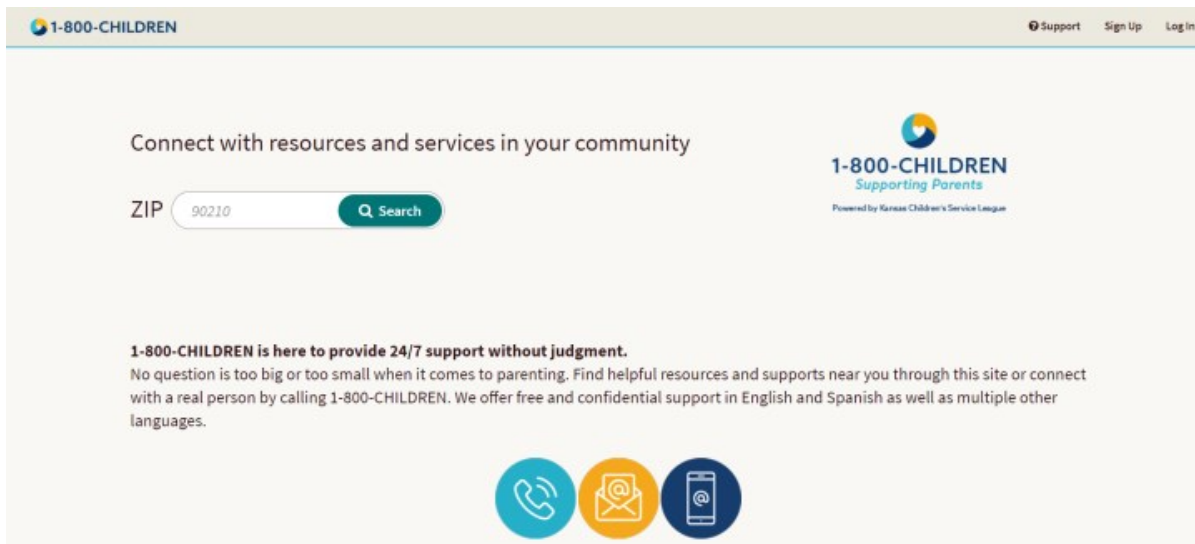 1-800-CHILDREN
Support Sign Up Log In
Connect with resources and services in your community
ZIP 90210 Search
1-800-CHILDREN
Supporting Parents
Powered by Kansas Children's Service League
1-800-CHILDREN is here to provide 24/7 support without judgment.
No question is too big or too small when it comes to parenting. Find helpful resources and supports near you through this site or connect
with a real person by calling 1-800-CHILDREN. We offer free and confidential support in English and Spanish as well as multiple other
languages.